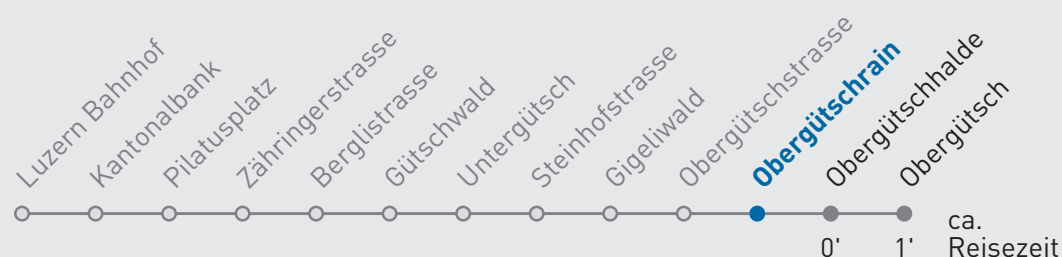 Luzern Bahnhof
Kantonalbank
Pilatusplatz
Zähringerstrasse
Berglistrasse
Gütschwald
Untergütsch
Steinhofstrasse
Gigeliwald
Obergütschstrasse
Obergütschrain
Obergütschhalde
Obergütsch
ca.
0' 1' Reisezeit